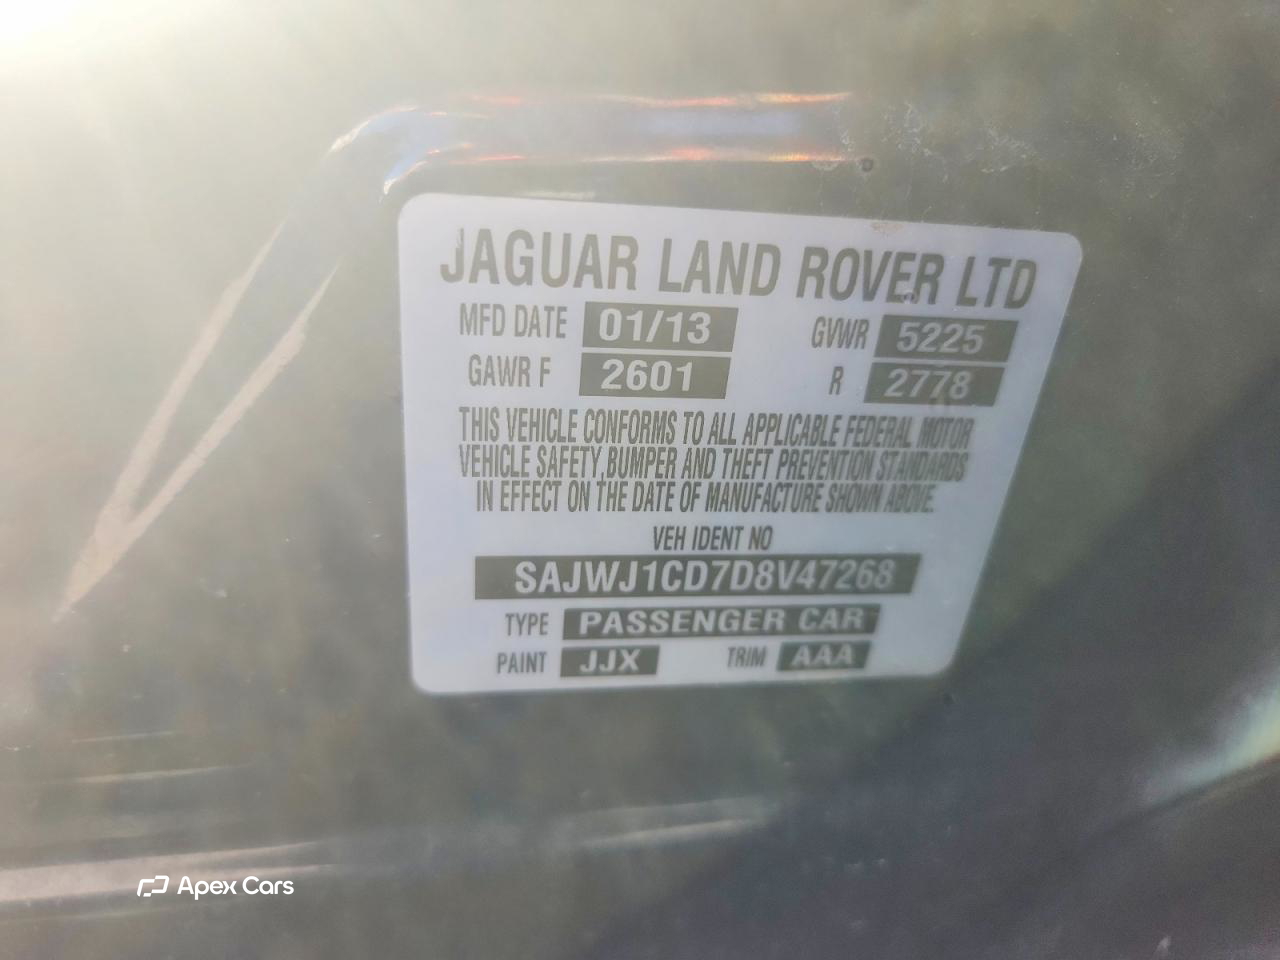 JAGUAR LAND ROVER LTD
MFD DATE 01/13 GVWR 5225
GAWR F 2601 R 2778
THIS VEHICLE CONFORMS TO ALL APPLICABLE FEDERAL MOTOR
VEHICLE SAFETY, BUMPER AND THEFT PREVENTION STANDARDS
IN EFFECT ON THE DATE OF MANUFACTURE SHOWN ABOVE.
VEH IDENT NO
SAJWJ1CD7D8V47268
TYPE PASSENGER CAR
PAINT JJX TRIM AAA
Apex Cars